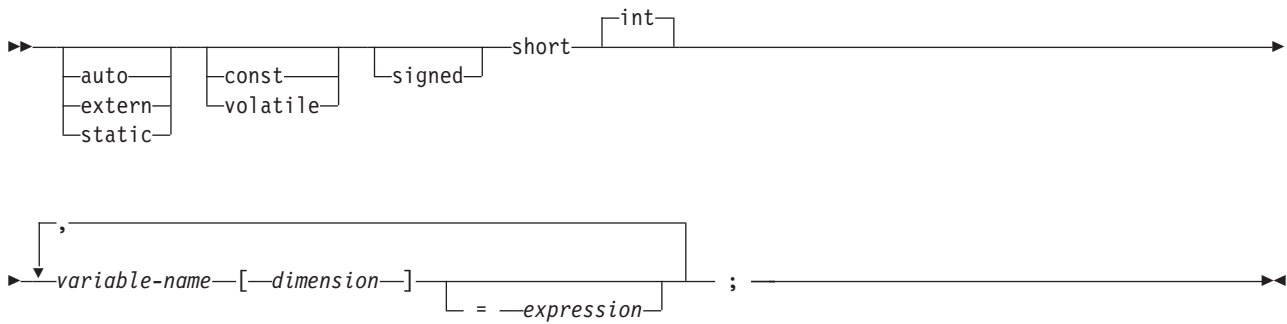 int
short
auto const signed
extern volatile
static
,
variable-name [ dimension ] ;
= expression